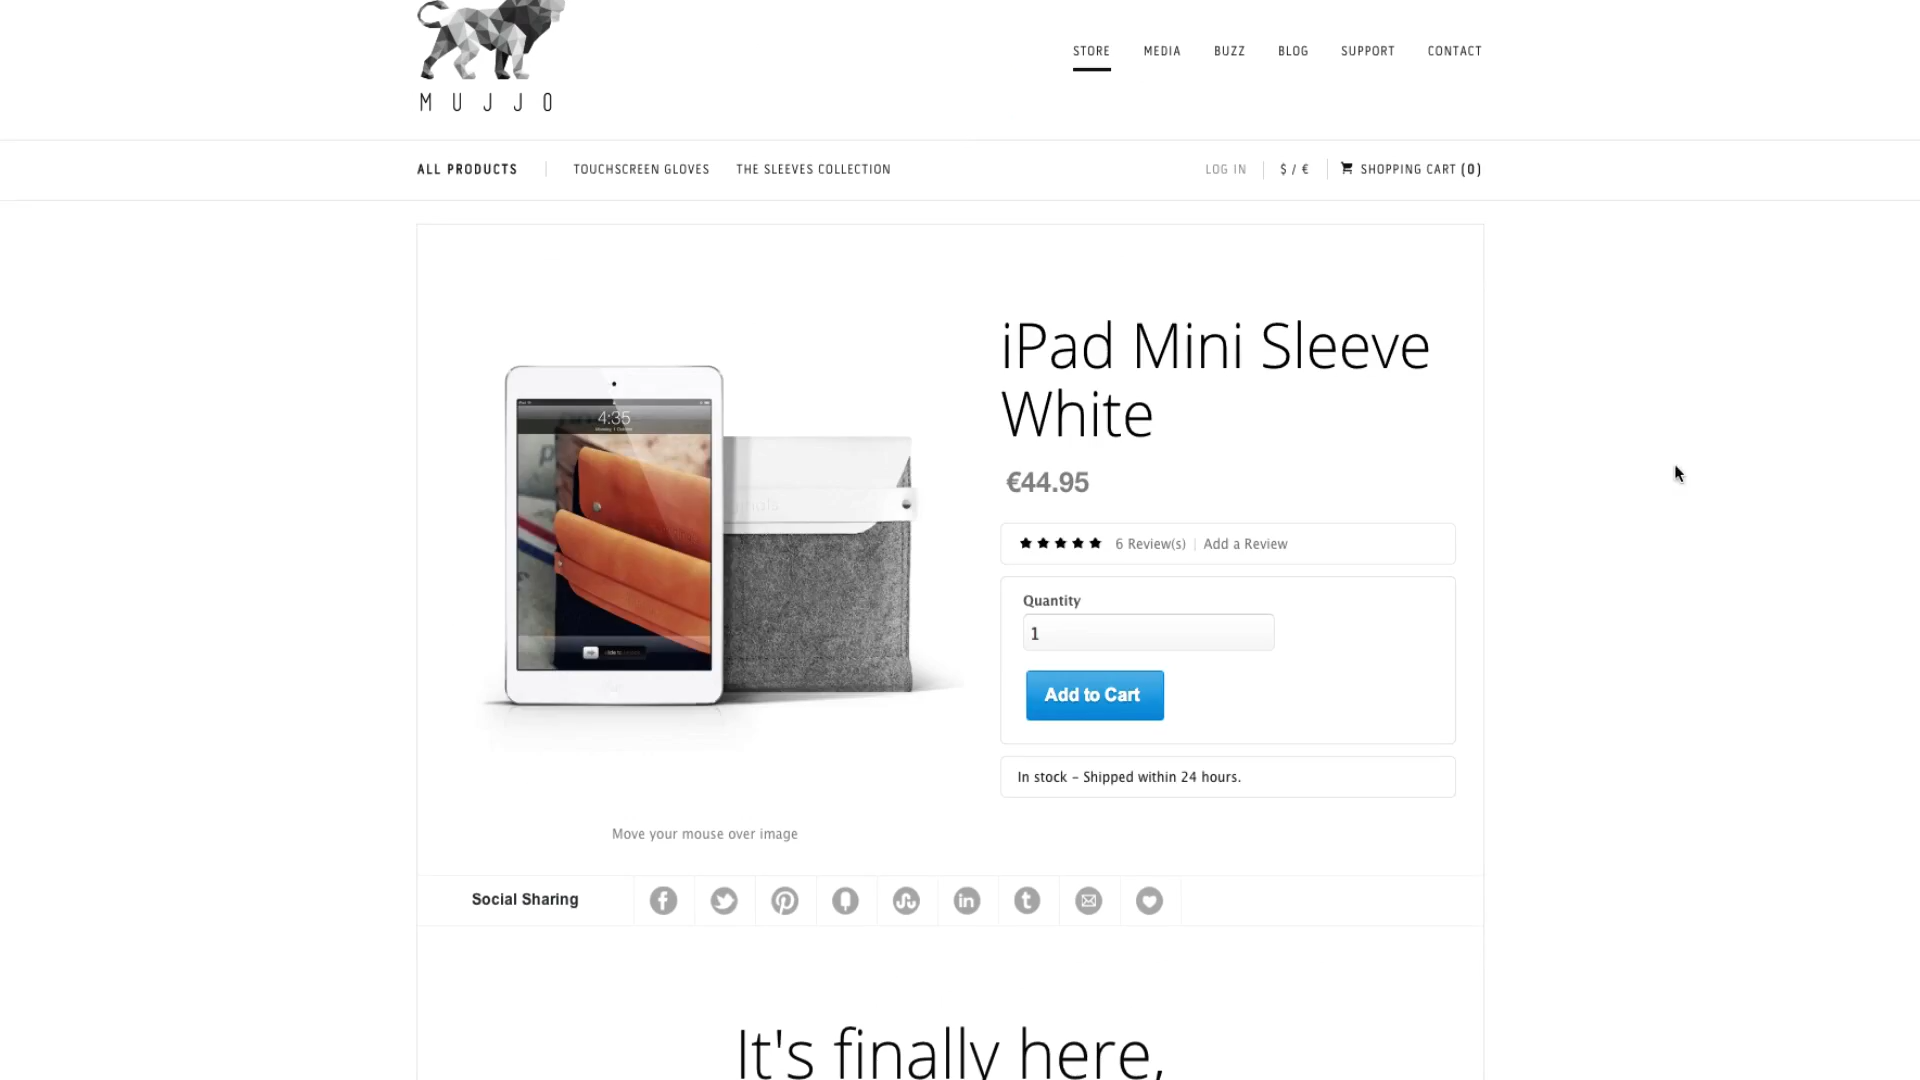 MUJJO
STORE MEDIA BUZZ BLOG SUPPORT CONTACT
ALL PRODUCTS TOUCHSCREEN GLOVES THE SLEEVES COLLECTION LOG IN $ / € SHOPPING CART (0)
iPad Mini Sleeve
White
€44.95
4:35
6 Review(s) | Add a Review
Quantity
1
Add to Cart
In stock - Shipped within 24 hours.
Move your mouse over image
Social Sharing
It's finally here,